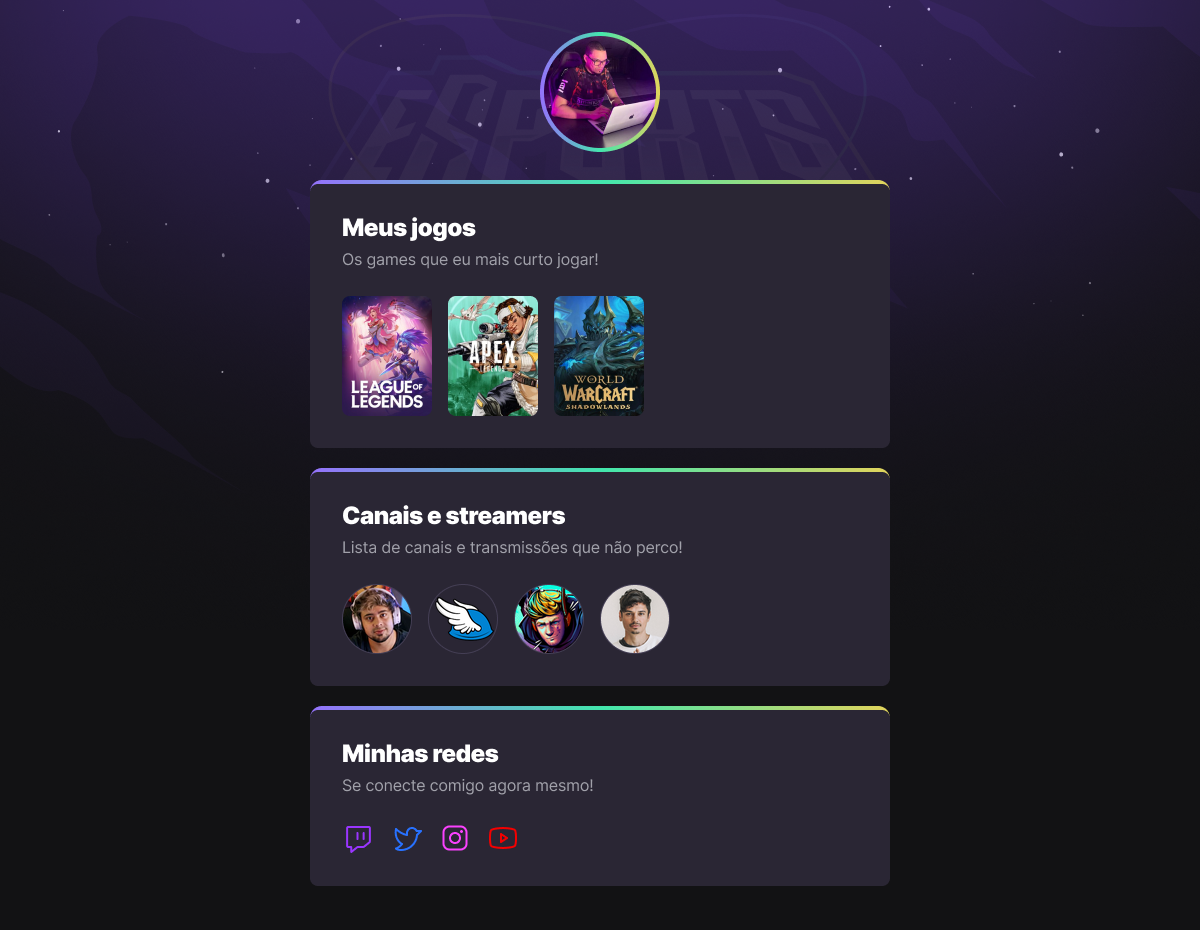 ESPORTS
Meus jogos
Os games que eu mais curto jogar!
LEAGUE OF
LEGENDS
APEX
LEGENDS
WORLD
WARCRAFT
SHADOWLANDS
Canais e streamers
Lista de canais e transmissões que não perco!
Minhas redes
Se conecte comigo agora mesmo!